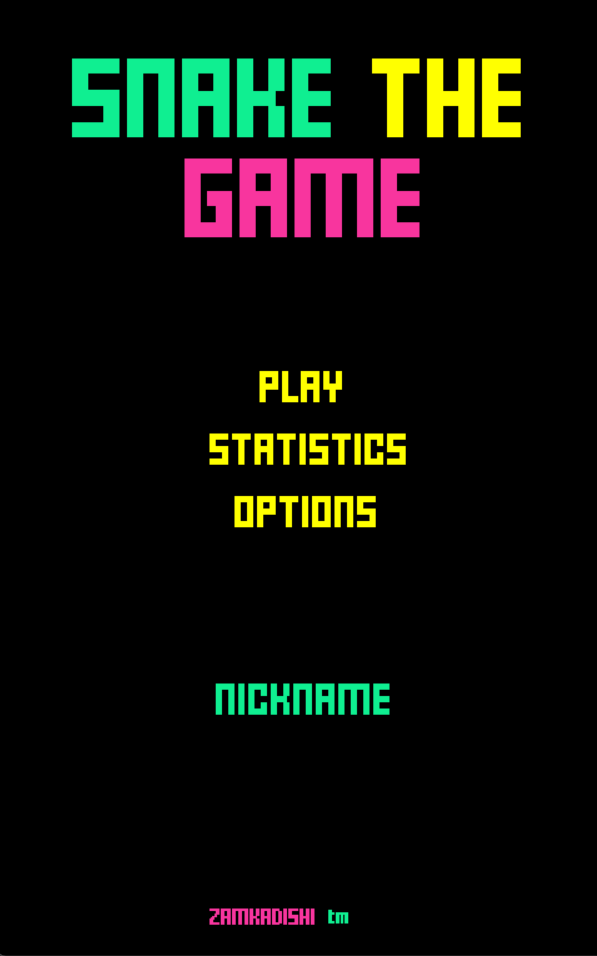 SNAKE THE
GAME
PLAY
STATISTICS
OPTIONS
NICKNAME
ZAMKADISHI tm